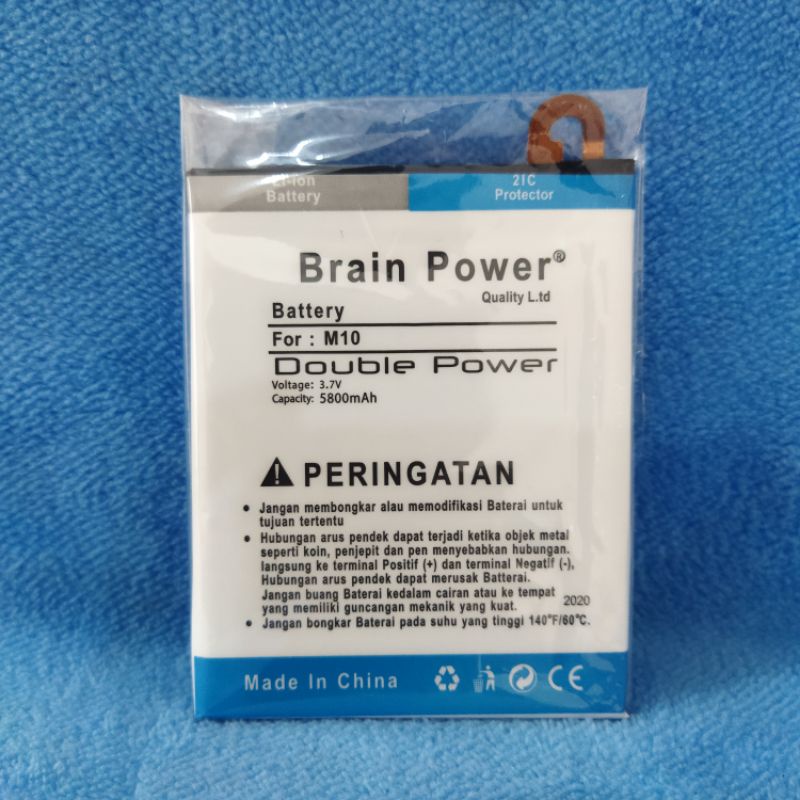 Li-Ion
Battery
2IC
Protector
Brain Power®
Quality L.td
Battery
For : M10
Double Power
Voltage: 3.7V
Capacity: 5800mAh
PERINGATAN
• Jangan membongkar alau memodifikasi Baterai untuk
tujuan tertentu
• Hubungan arus pendek dapat terjadi ketika objek metal
seperti koin, penjepit dan pen menyebabkan hubungan.
langsung ke terminal Positif (+) dan terminal Negatif (-),
Hubungan arus pendek dapat merusak Batterai.
Jangan buang Baterai kedalam cairan atau ke tempat
yang memiliki guncangan mekanik yang kuat.
2020
• Jangan bongkar Baterai pada suhu yang tinggi 140°F/60°C.
Made In China
CE